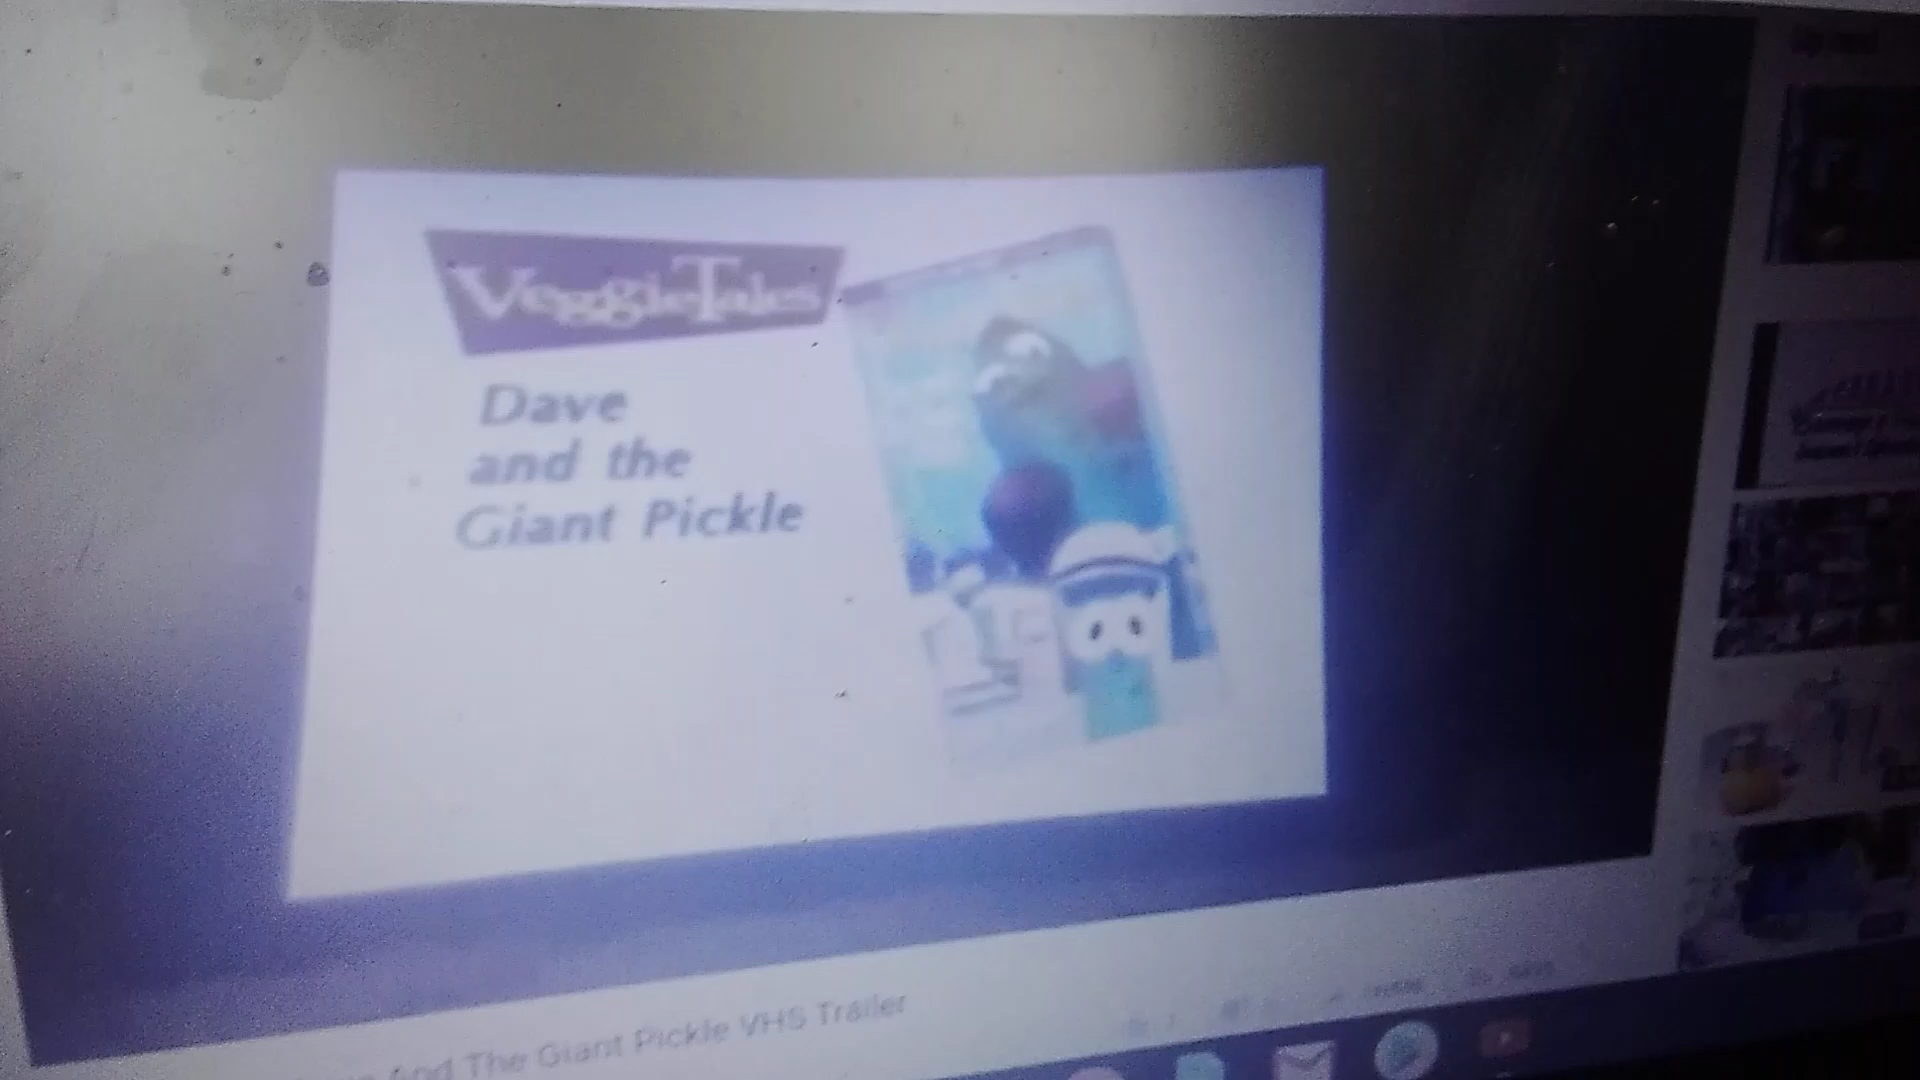 VeggieTales
Dave
and the
Giant Pickle
And The Giant Pickle VHS Trailer